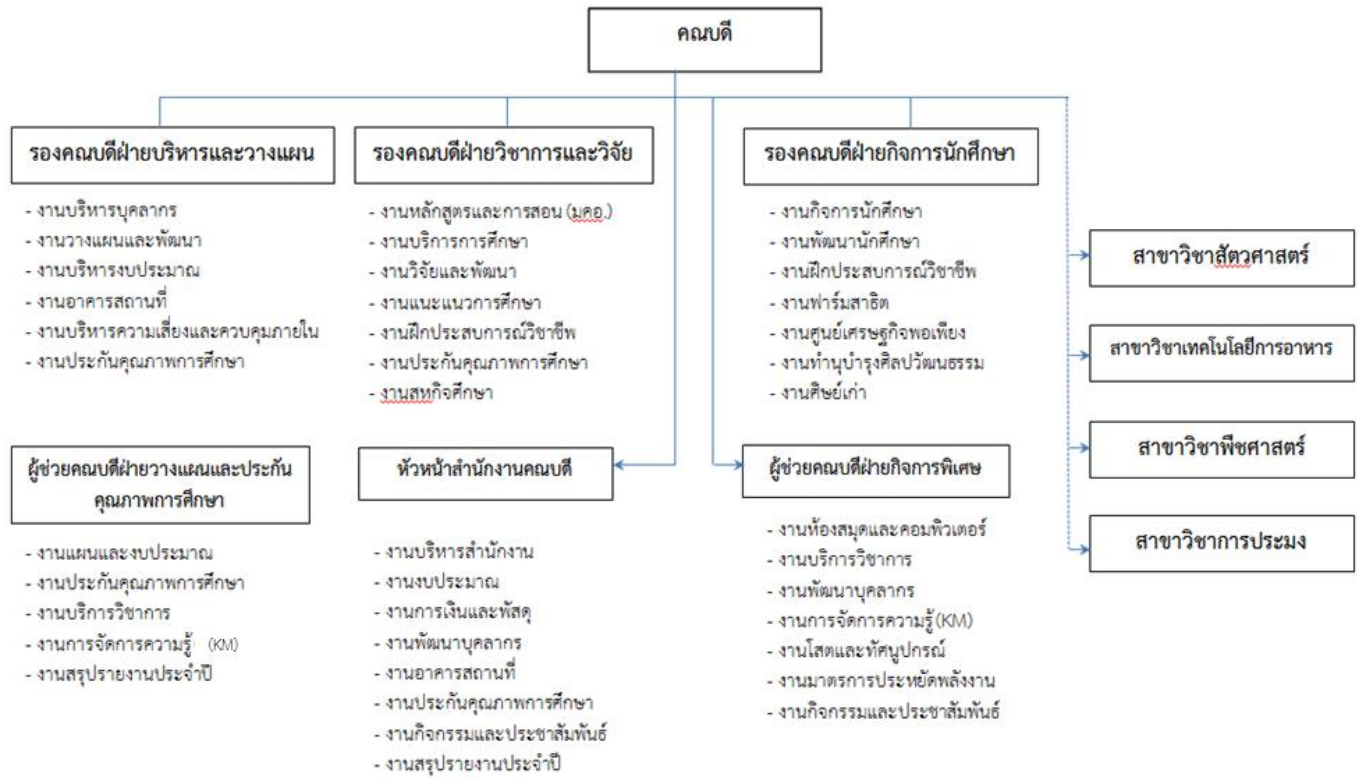 คณบดี
รองคณบดีฝ่ายบริหารและวางแผน
- งานบริหารบุคลากร
- งานวางแผนและพัฒนา
- งานบริหารงบประมาณ
- งานอาคารสถานที่
- งานบริหารความเสี่ยงและควบคุมภายใน
- งานประกันคุณภาพการศึกษา
รองคณบดีฝ่ายวิชาการและวิจัย
- งานหลักสูตรและการสอน (มคอ.)
- งานบริการการศึกษา
- งานวิจัยและพัฒนา
- งานแนะแนวการศึกษา
- งานฝึกประสบการณ์วิชาชีพ
- งานประกันคุณภาพการศึกษา
- งานสหกิจศึกษา
รองคณบดีฝ่ายกิจการนักศึกษา
- งานกิจการนักศึกษา
- งานพัฒนานักศึกษา
- งานฝึกประสบการณ์วิชาชีพ
- งานฟาร์มสาธิต
- งานศูนย์เศรษฐกิจพอเพียง
- งานทำนุบำรุงศิลปวัฒนธรรม
- งานศิษย์เก่า
ผู้ช่วยคณบดีฝ่ายวางแผนและประกัน
คุณภาพการศึกษา
- งานแผนและงบประมาณ
- งานประกันคุณภาพการศึกษา
- งานบริการวิชาการ
- งานการจัดการความรู้ (KM)
- งานสรุปรายงานประจำปี
หัวหน้าสำนักงานคณบดี
- งานบริหารสำนักงาน
- งานงบประมาณ
- งานการเงินและพัสดุ
- งานพัฒนาบุคลากร
- งานอาคารสถานที่
- งานประกันคุณภาพการศึกษา
- งานกิจกรรมและประชาสัมพันธ์
- งานสรุปรายงานประจำปี
ผู้ช่วยคณบดีฝ่ายกิจการพิเศษ
- งานห้องสมุดและคอมพิวเตอร์
- งานบริการวิชาการ
- งานพัฒนาบุคลากร
- งานการจัดการความรู้ (KM)
- งานโสตและทัศนูปกรณ์
- งานมาตรการประหยัดพลังงาน
- งานกิจกรรมและประชาสัมพันธ์
สาขาวิชาสัตวศาสตร์
สาขาวิชาเทคโนโลยีการอาหาร
สาขาวิชาพืชศาสตร์
สาขาวิชาการประมง